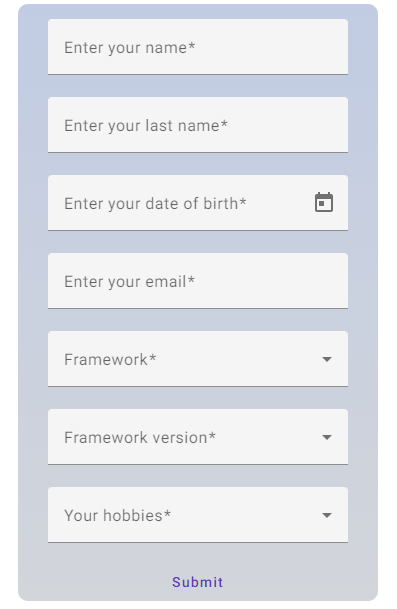 Enter your name*
Enter your last name*
Enter your date of birth*
Enter your email*
Framework*
Framework version*
Your hobbies*
Submit